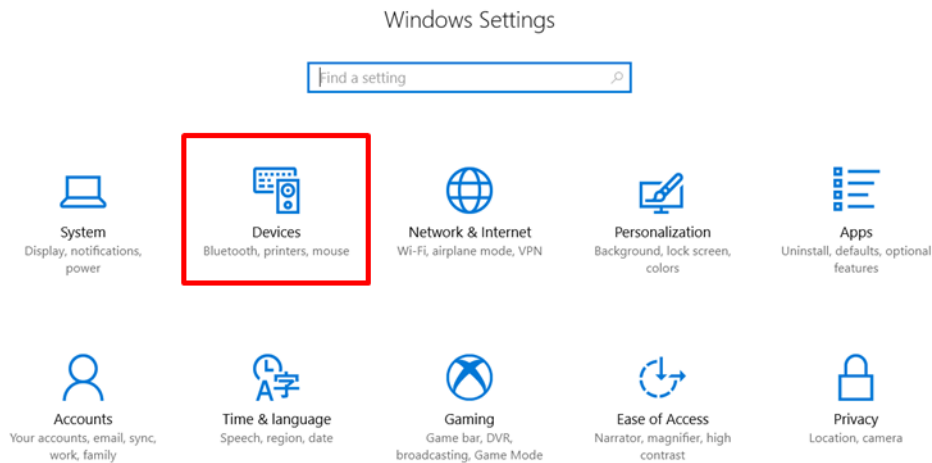 Windows Settings
Find a setting
System
Display, notifications,
power
Devices
Bluetooth, printers, mouse
Network & Internet
Wi-Fi, airplane mode, VPN
Personalization
Background, lock screen,
colors
Apps
Uninstall, defaults, optional
features
Accounts
Your accounts, email, sync,
work, family
A字
Time & language
Speech, region, date
Gaming
Game bar, DVR,
broadcasting, Game Mode
Ease of Access
Narrator, magnifier, high
contrast
Privacy
Location, camera